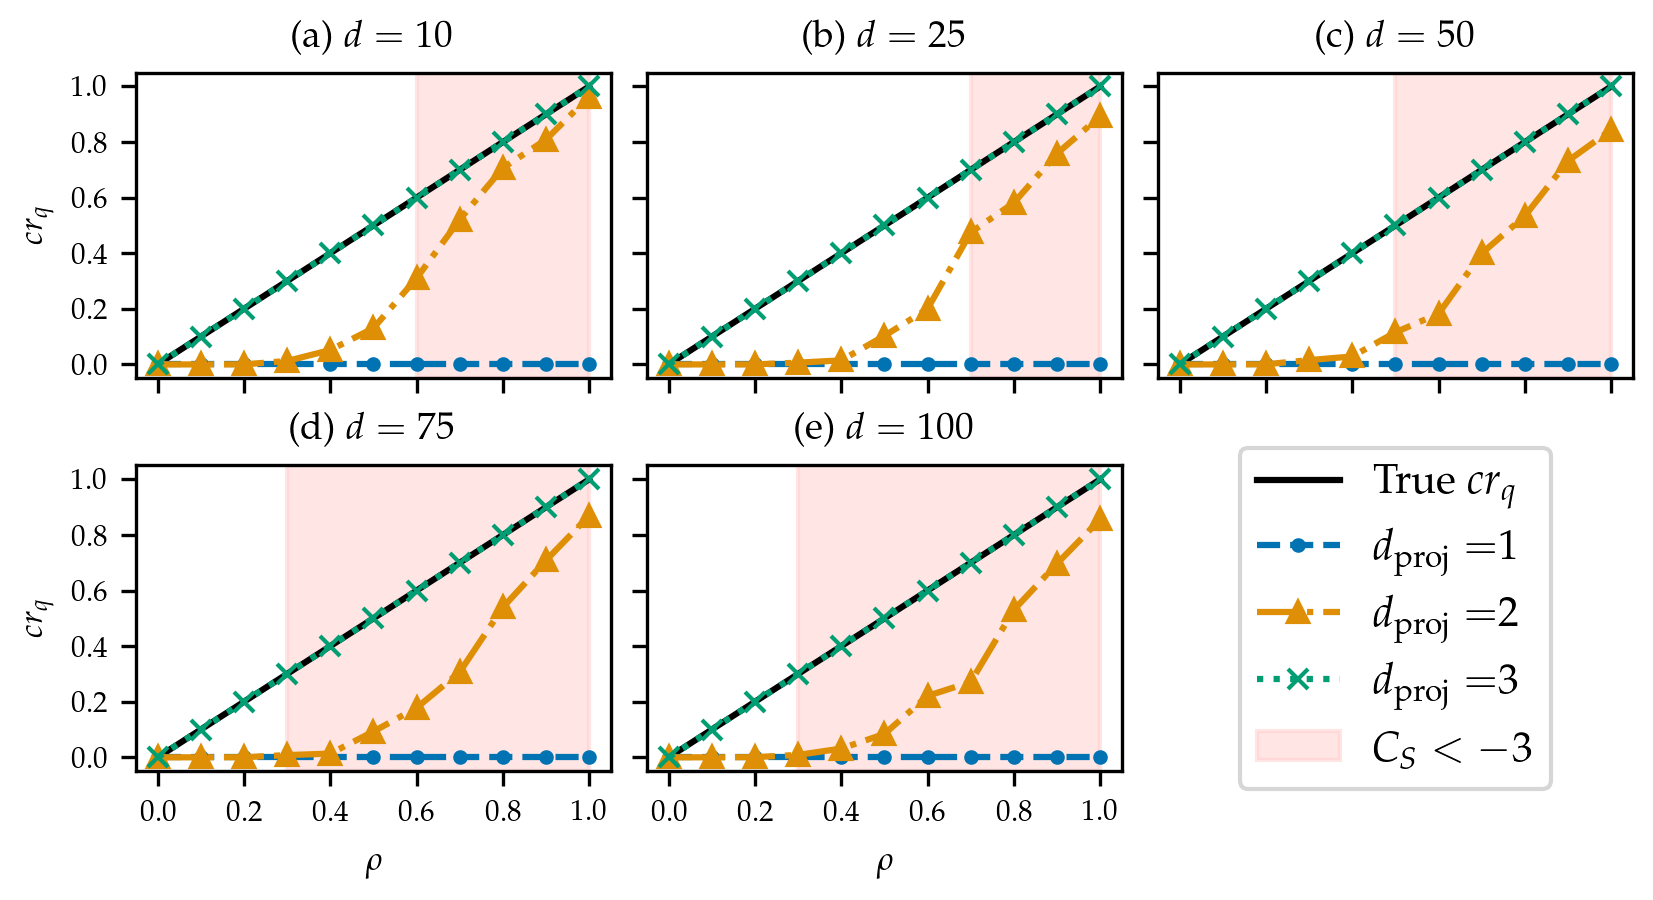 (a) d = 10
(b) d = 25
(c) d = 50
1.0
0.8
0.6
0.4
0.2
0.0
cr_q
(d) d = 75
(e) d = 100
1.0
0.8
0.6
0.4
0.2
0.0
cr_q
0.0 0.2 0.4 0.6 0.8 1.0
0.0 0.2 0.4 0.6 0.8 1.0
ρ
ρ
True cr_q
d_proj =1
d_proj =2
d_proj =3
C_S < −3